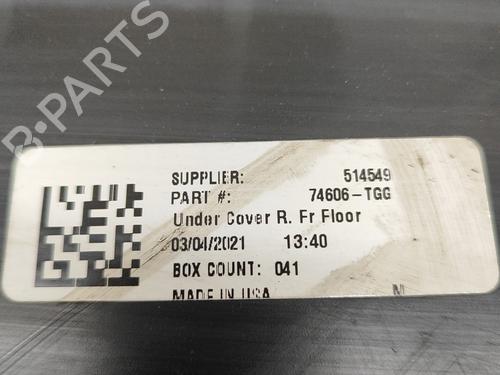 B-PARTS
SUPPLIER: 514549
PART #: 74606-TGG
Under Cover R. Fr Floor
03/04/2021 13:40
BOX COUNT: 041
MADE IN USA N